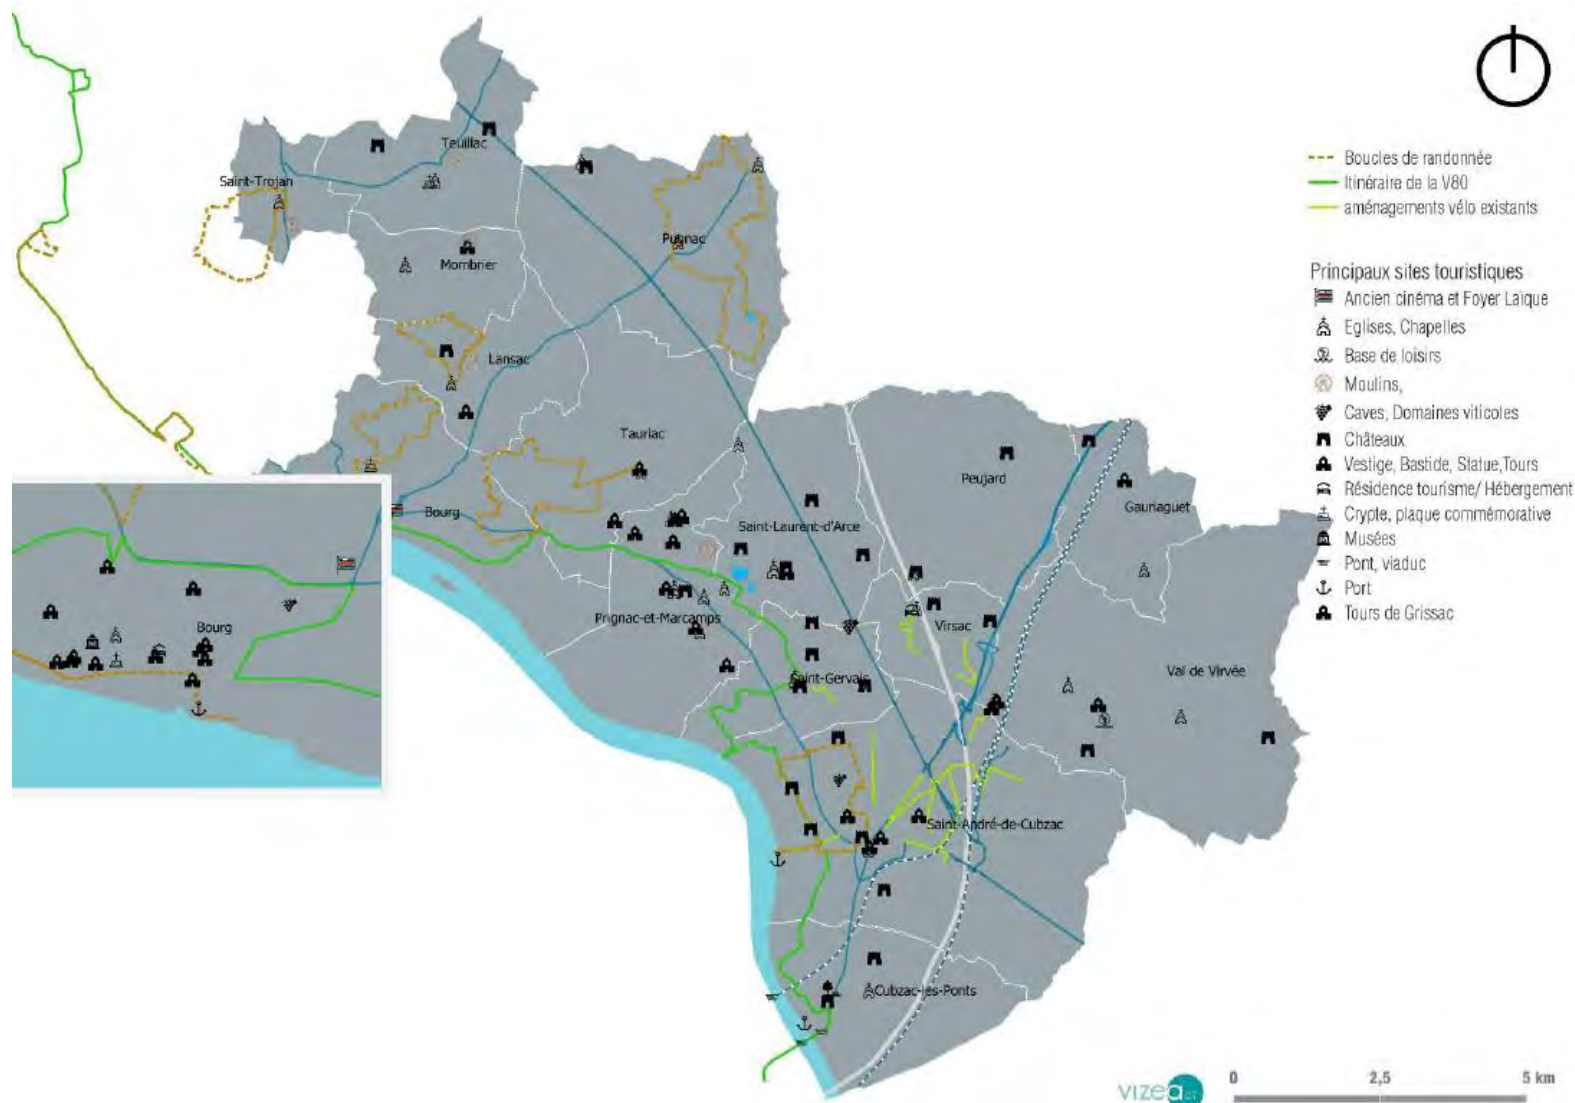 Boucles de randonnée
Itinéraire de la V80
aménagements vélo existants
Principaux sites touristiques
Ancien cinéma et Foyer Laïque
Eglises, Chapelles
Base de loisirs
Moulins,
Caves, Domaines viticoles
Châteaux
Vestige, Bastide, Statue,Tours
Résidence tourisme/ Hébergement
Crypte, plaque commémorative
Musées
Pont, viaduc
Port
Tours de Grissac
Teuillac
Saint-Trojan
Pugnac
Mombrier
Lansac
Tauriac
Peujard
Bourg
Gauriaguet
Saint-Laurent-d'Arce
Prignac-et-Marcamps
Virsac
Bourg
Val de Virvée
Saint-Gervais
Saint-André-de-Cubzac
Cubzac-les-Ponts
vizea
0 2,5 5 km